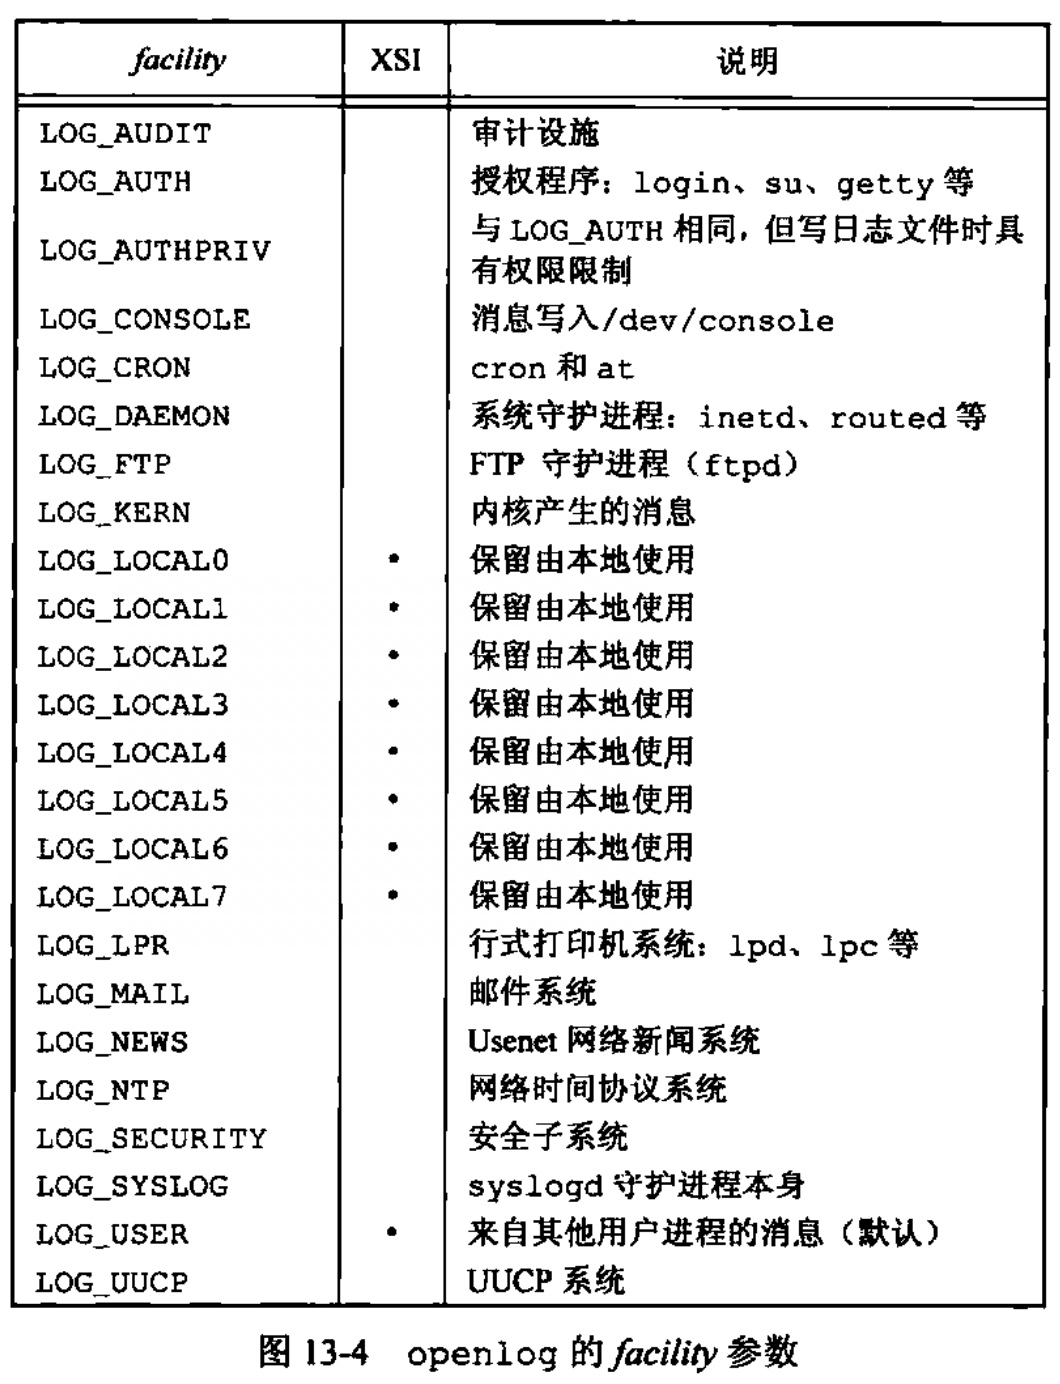 facility XSI 说明
LOG_AUDIT 审计设施
LOG_AUTH 授权程序：login、su、getty 等
LOG_AUTHPRIV 与 LOG_AUTH 相同，但写日志文件时具
有权限限制
LOG_CONSOLE 消息写入/dev/console
LOG_CRON cron 和 at
LOG_DAEMON 系统守护进程：inetd、routed 等
LOG_FTP FTP 守护进程（ftpd）
LOG_KERN 内核产生的消息
LOG_LOCAL0 • 保留由本地使用
LOG_LOCAL1 • 保留由本地使用
LOG_LOCAL2 • 保留由本地使用
LOG_LOCAL3 • 保留由本地使用
LOG_LOCAL4 • 保留由本地使用
LOG_LOCAL5 • 保留由本地使用
LOG_LOCAL6 • 保留由本地使用
LOG_LOCAL7 • 保留由本地使用
LOG_LPR 行式打印机系统：lpd、lpc 等
LOG_MAIL 邮件系统
LOG_NEWS Usenet 网络新闻系统
LOG_NTP 网络时间协议系统
LOG_SECURITY 安全子系统
LOG_SYSLOG syslogd 守护进程本身
LOG_USER • 来自其他用户进程的消息（默认）
LOG_UUCP UUCP 系统
图 13-4 openlog 的 facility 参数